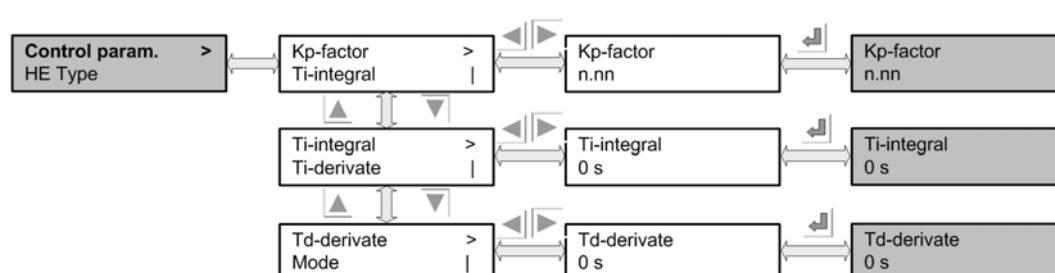 Control param. >
HE Type
Kp-factor >
Ti-integral |
Kp-factor
n.nn
Kp-factor
n.nn
Ti-integral >
Ti-derivate |
Ti-integral
0 s
Ti-integral
0 s
Td-derivate >
Mode |
Td-derivate
0 s
Td-derivate
0 s